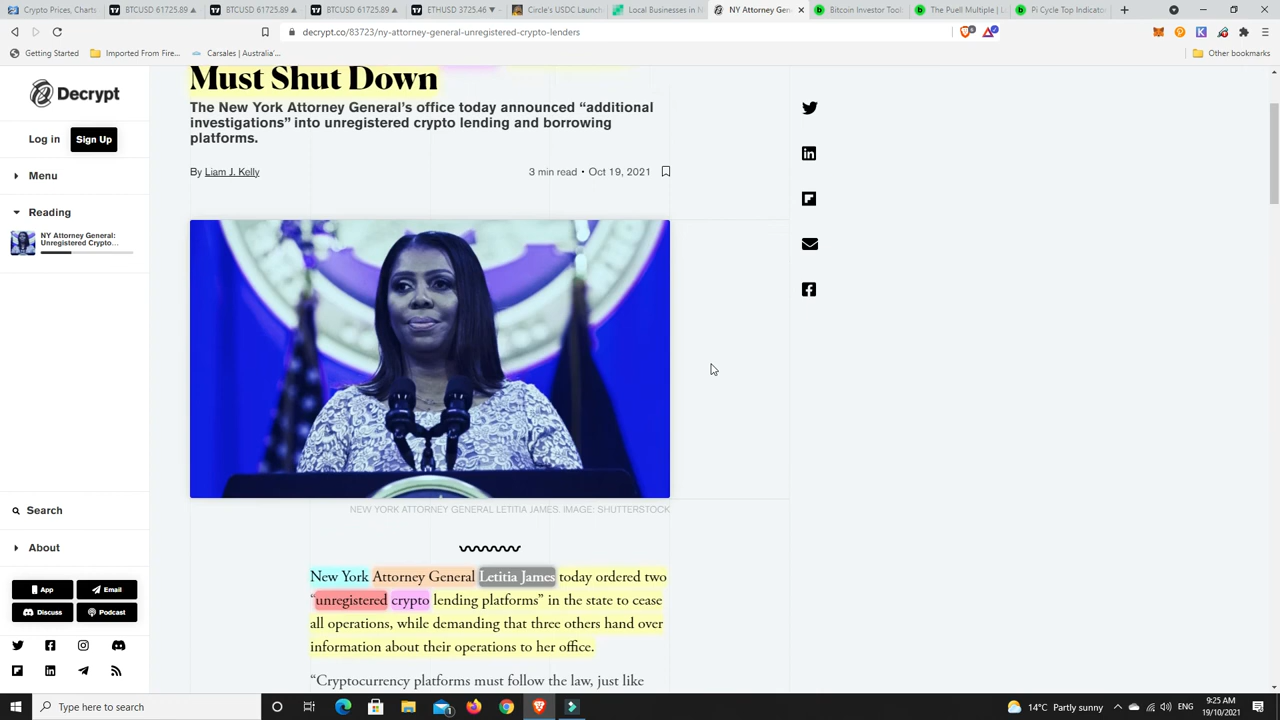 BTCUSD 61725.89
BTCUSD 61725.89
BTCUSD 61725.89
ETHUSD 3725.46
Circle's USDC Launch
Local Businesses in N
NY Attorney Gen
Bitcoin Investor Tool
The Puell Multiple | L
Pi Cycle Top Indicato
Crypto Prices, Charts
decrypt.co/83723/ny-attorney-general-unregistered-crypto-lenders
Getting Started
Imported From Fire...
Carsales | Australia'...
Other bookmarks
Decrypt
Log in
Sign Up
Menu
Reading
NY Attorney General:
Unregistered Crypto...
Search
About
App
Email
Discuss
Podcast
Must Shut Down
The New York Attorney General's office today announced “additional
investigations” into unregistered crypto lending and borrowing
platforms.
By Liam J. Kelly
3 min read • Oct 19, 2021
NEW YORK ATTORNEY GENERAL LETITIA JAMES. IMAGE: SHUTTERSTOCK
New York Attorney General Letitia James today ordered two
“unregistered crypto lending platforms” in the state to cease
all operations, while demanding that three others hand over
information about their operations to her office.
“Cryptocurrency platforms must follow the law, just like
Type here to search
14°C Partly sunny
ENG
9:25 AM
19/10/2021